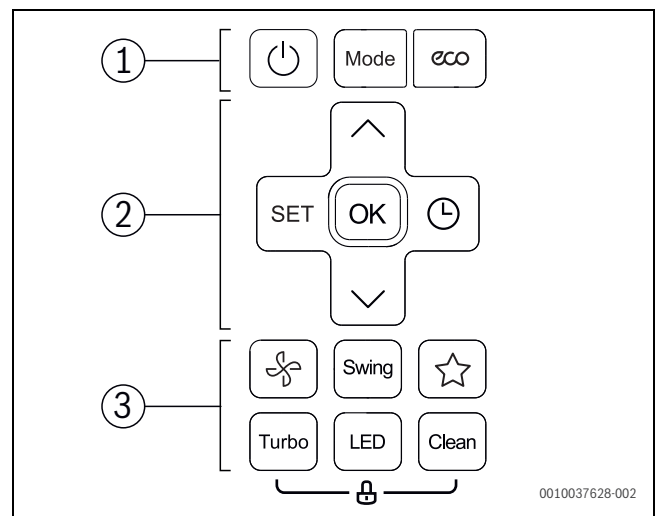 1
Mode eco
2
SET OK
3
Swing
Turbo LED Clean
0010037628-002